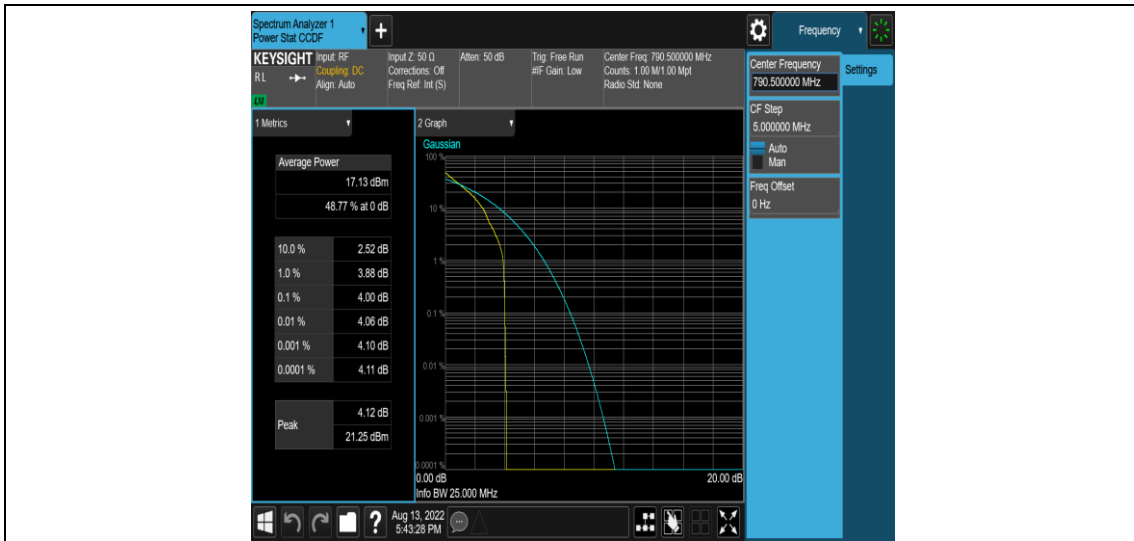 Spectrum Analyzer 1
Power Stat CCDF
+
Frequency
KEYSIGHT
RL
LXI
Input: RF
Coupling: DC
Align: Auto
Input Z: 50 Ω
Corrections: Off
Freq Ref: Int (S)
Atten: 50 dB
Trig: Free Run
#IF Gain: Low
Center Freq: 790.500000 MHz
Counts: 1.00 M/1.00 Mpt
Radio Std: None
Center Frequency
790.500000 MHz
Settings
CF Step
5.000000 MHz
Auto
Man
Freq Offset
0 Hz
1 Metrics
Average Power
17.13 dBm
48.77 % at 0 dB
10.0 % 2.52 dB
1.0 % 3.88 dB
0.1 % 4.00 dB
0.01 % 4.06 dB
0.001 % 4.10 dB
0.0001 % 4.11 dB
Peak
4.12 dB
21.25 dBm
2 Graph
Gaussian
100 %
10 %
1 %
0.1 %
0.01 %
0.001 %
0.0001 %
0.00 dB 20.00 dB
Info BW 25.000 MHz
?
Aug 13, 2022
5:43:28 PM